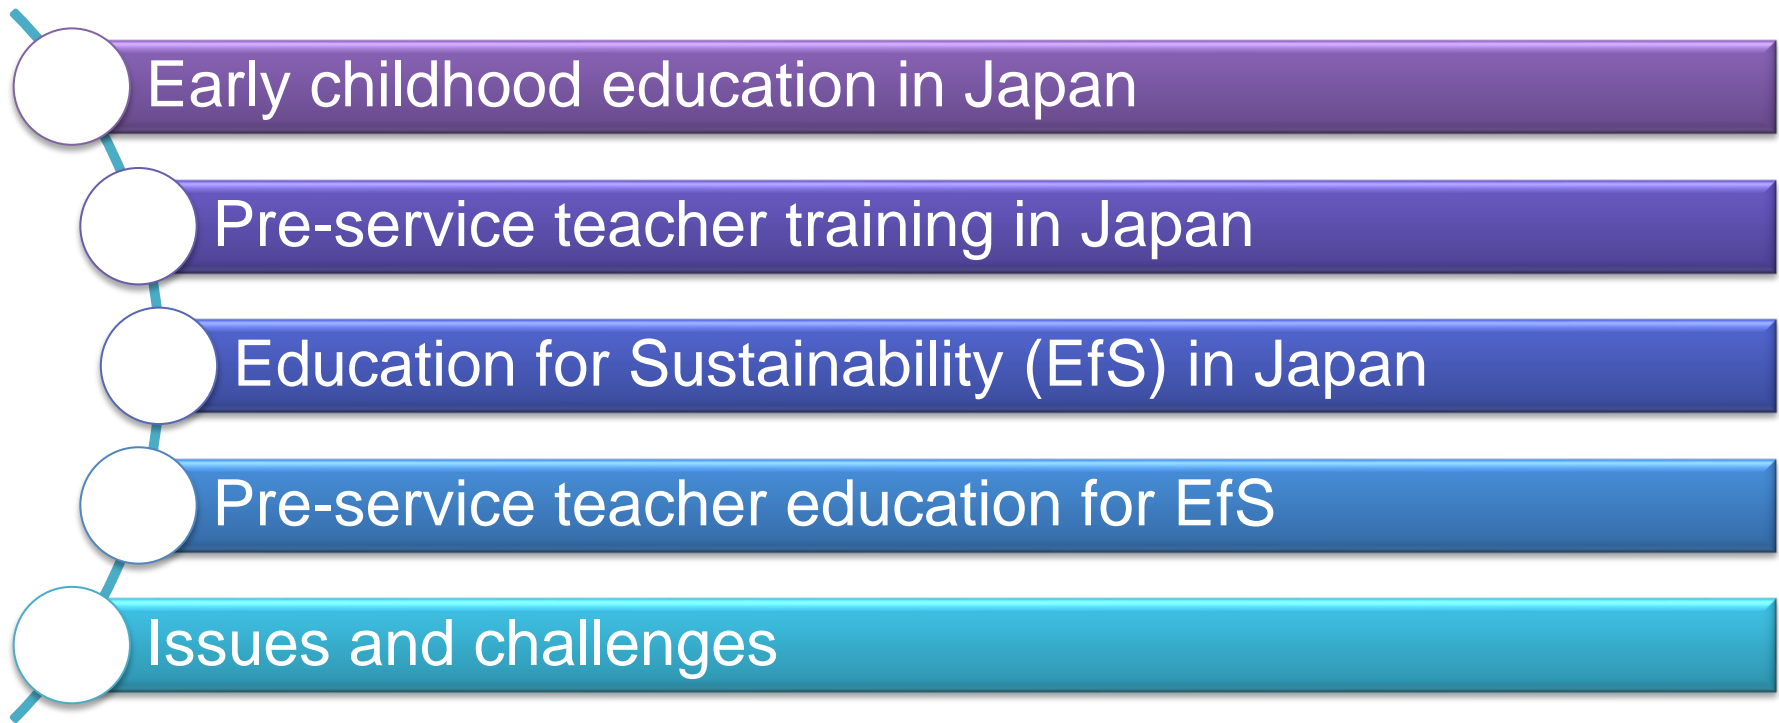 Early childhood education in Japan
Pre-service teacher training in Japan
Education for Sustainability (EfS) in Japan
Pre-service teacher education for EfS
Issues and challenges